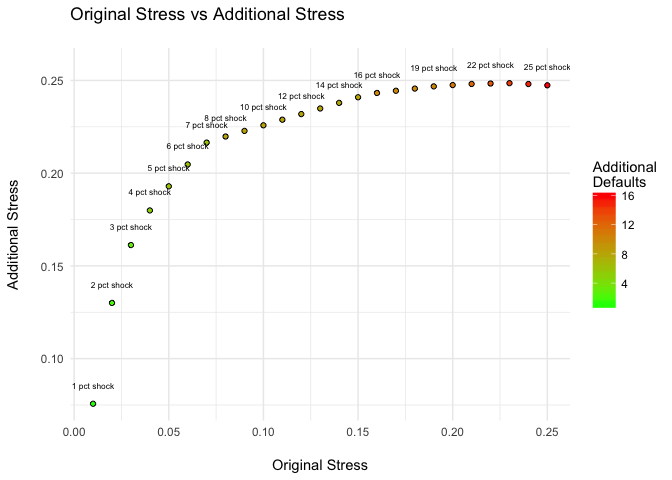 Original Stress vs Additional Stress
25 pct shock
22 pct shock
19 pct shock
16 pct shock
14 pct shock
12 pct shock
10 pct shock
8 pct shock
7 pct shock
6 pct shock
5 pct shock
4 pct shock
3 pct shock
2 pct shock
1 pct shock
0.25
0.20
0.15
0.10
Additional Stress
0.00
0.05
0.10
0.15
0.20
0.25
Original Stress
Additional
Defaults
16
12
8
4